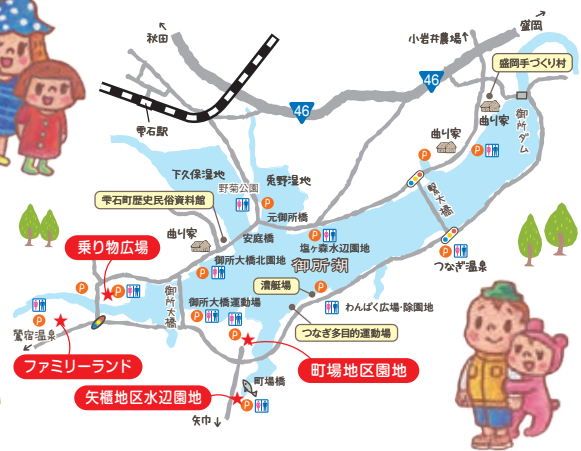 盛岡
秋田
小岩井農場
46
盛岡手づくり村
46
P
曲り家
曲り家
御所ダム
雫石駅
P
P
下久保湿地
兎野湿地
野菊公園
P
繋大橋
雫石町歴史民俗資料館
元御所橋
P
曲り家
安庭橋
塩ヶ森水辺園地
P
つなぎ温泉
乗り物広場
御所大橋北園地
御所湖
P
漕艇場
P
P
P
御所大橋
御所大橋運動場
わんぱく広場・除園地
P
P
P
つなぎ多目的運動場
鶯宿温泉
P
ファミリーランド
町場地区園地
町場橋
矢櫃地区水辺園地
P
矢巾